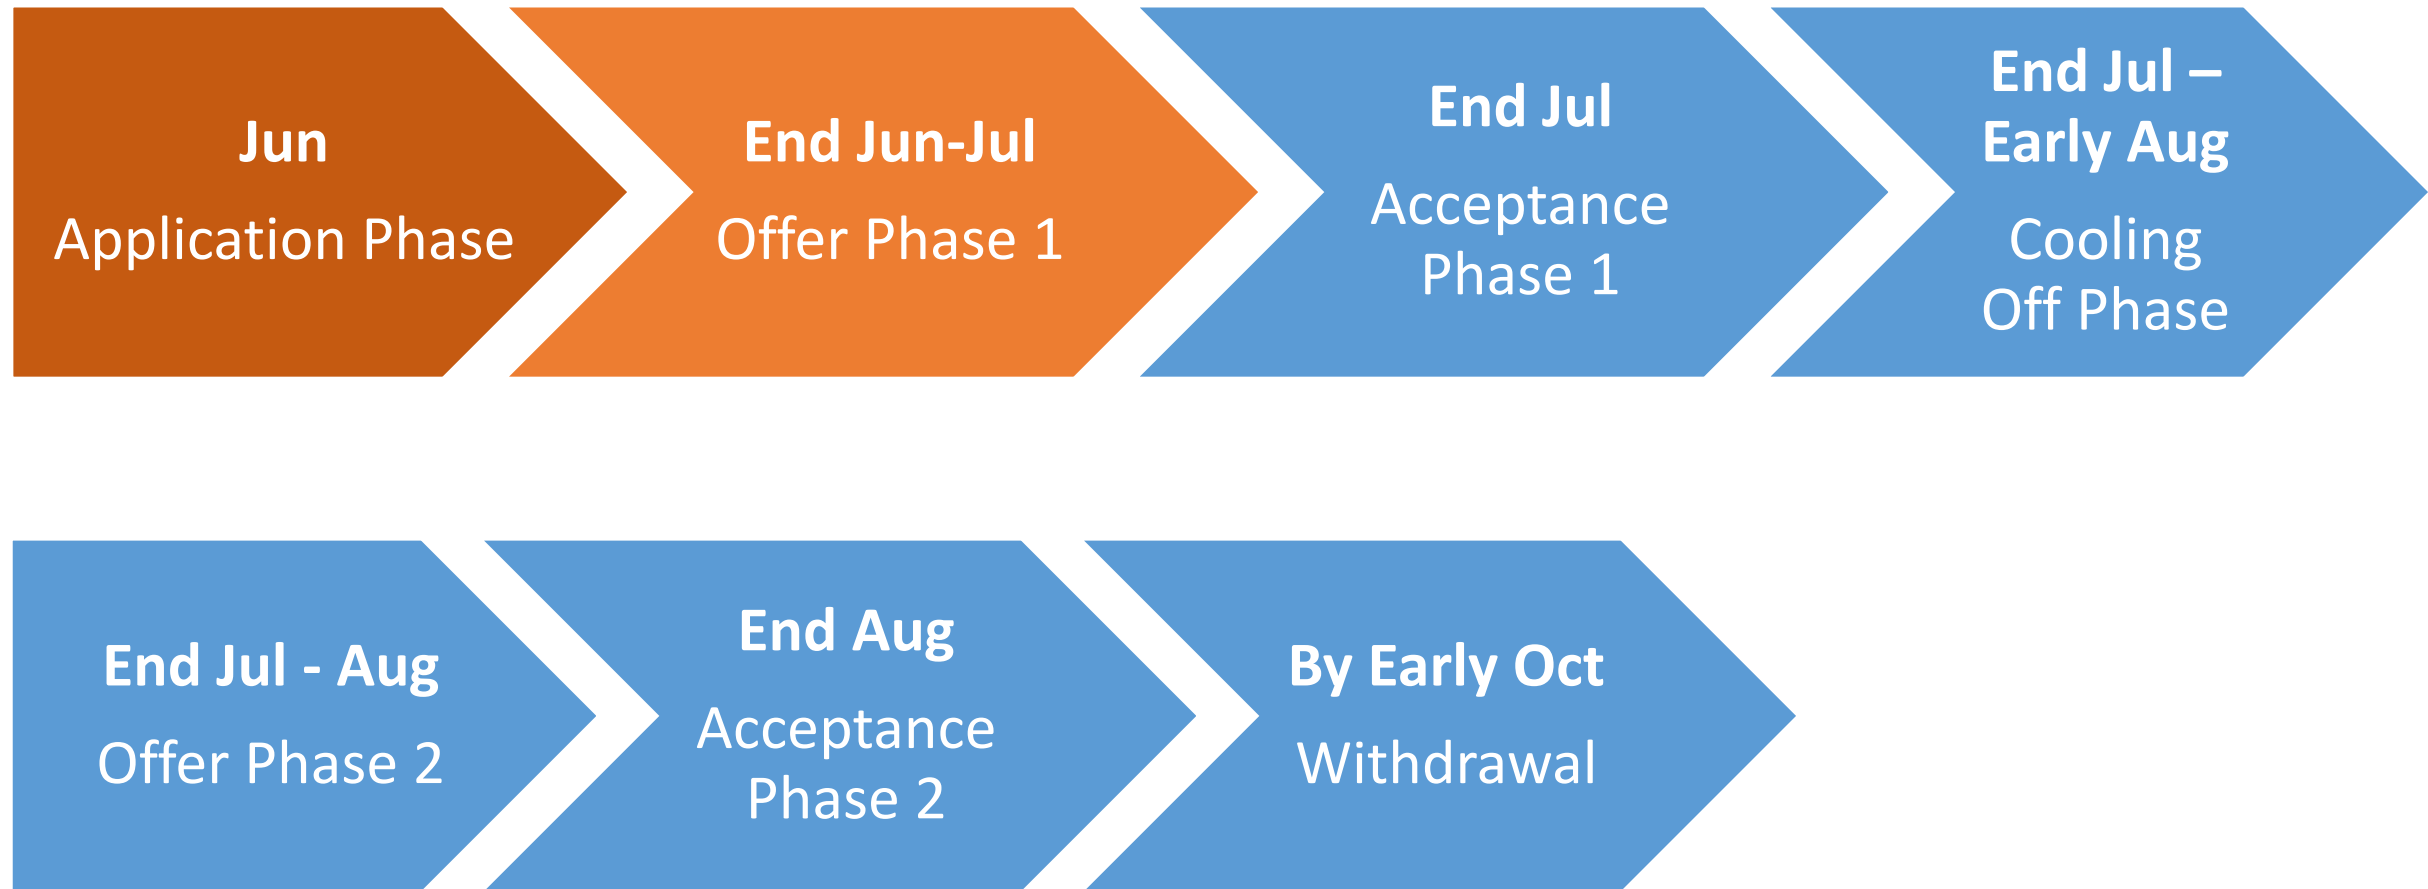 Jun
Application Phase
End Jun-Jul
Offer Phase 1
End Jul
Acceptance
Phase 1
End Jul –
Early Aug
Cooling
Off Phase
End Jul - Aug
Offer Phase 2
End Aug
Acceptance
Phase 2
By Early Oct
Withdrawal